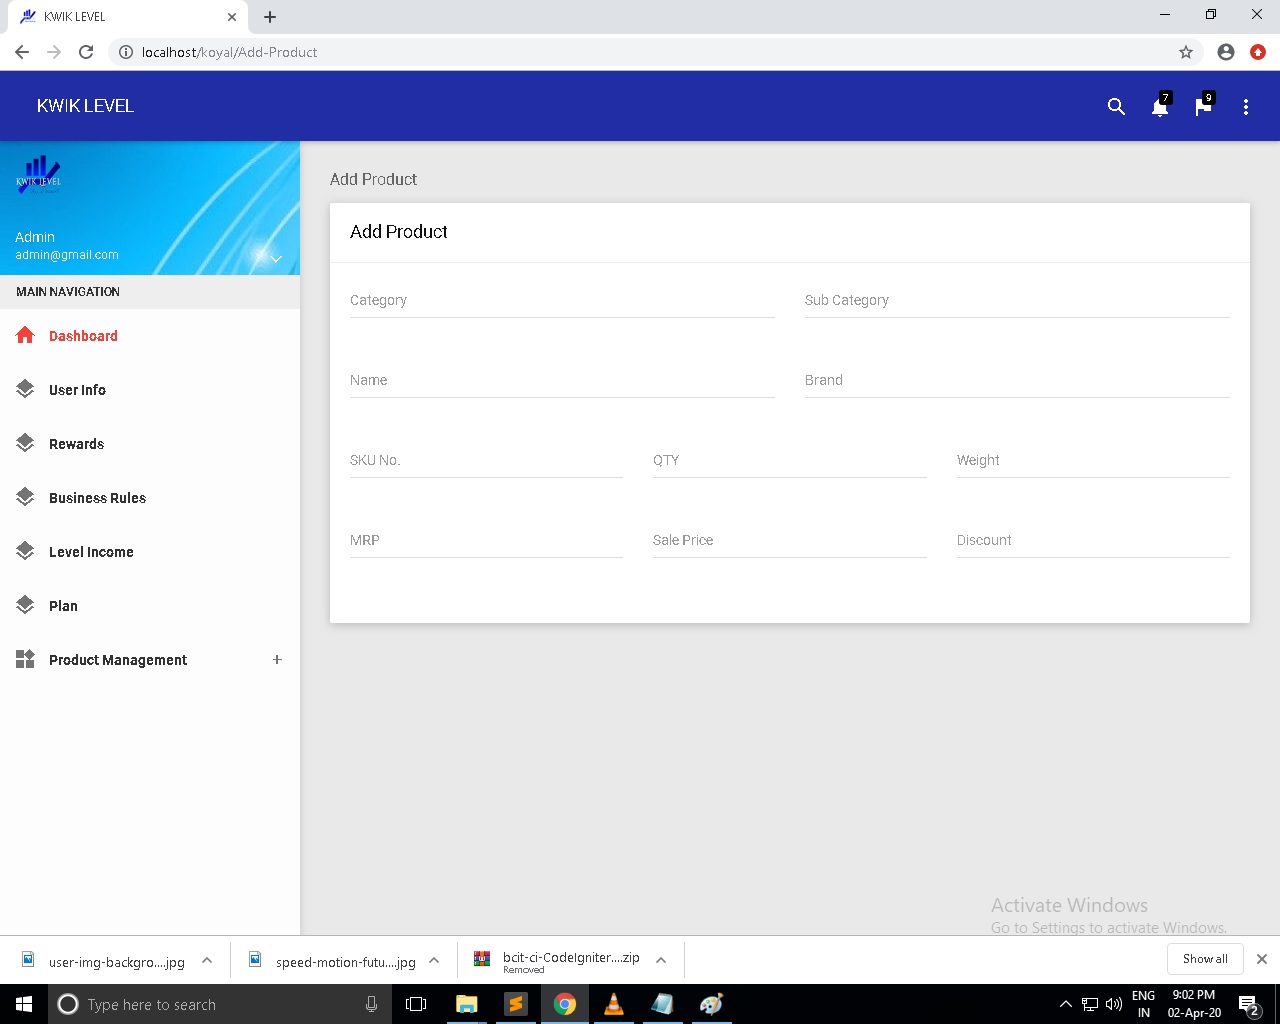 KWIK LEVEL
localhost/koyal/Add-Product
KWIK LEVEL
7
9
KWIK LEVEL
Admin
admin@gmail.com
MAIN NAVIGATION
Dashboard
User Info
Rewards
Business Rules
Level Income
Plan
Product Management
Add Product
Add Product
Category
Sub Category
Name
Brand
SKU No.
QTY
Weight
MRP
Sale Price
Discount
Activate Windows
Go to Settings to activate Windows.
user-img-backgro....jpg
speed-motion-futu....jpg
bcit-ci-CodeIgniter....zip
Removed
Show all
Type here to search
ENG
IN
9:02 PM
02-Apr-20
2